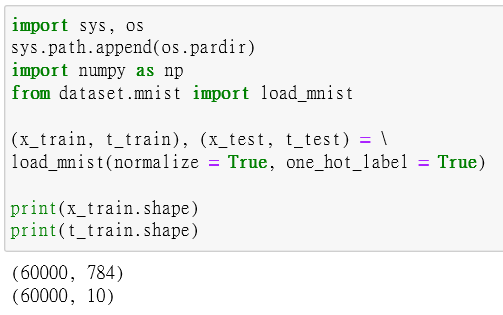 import sys, os
sys.path.append(os.pardir)
import numpy as np
from dataset.mnist import load_mnist
(x_train, t_train), (x_test, t_test) = \
load_mnist(normalize = True, one_hot_label = True)
print(x_train.shape)
print(t_train.shape)
(60000, 784)
(60000, 10)